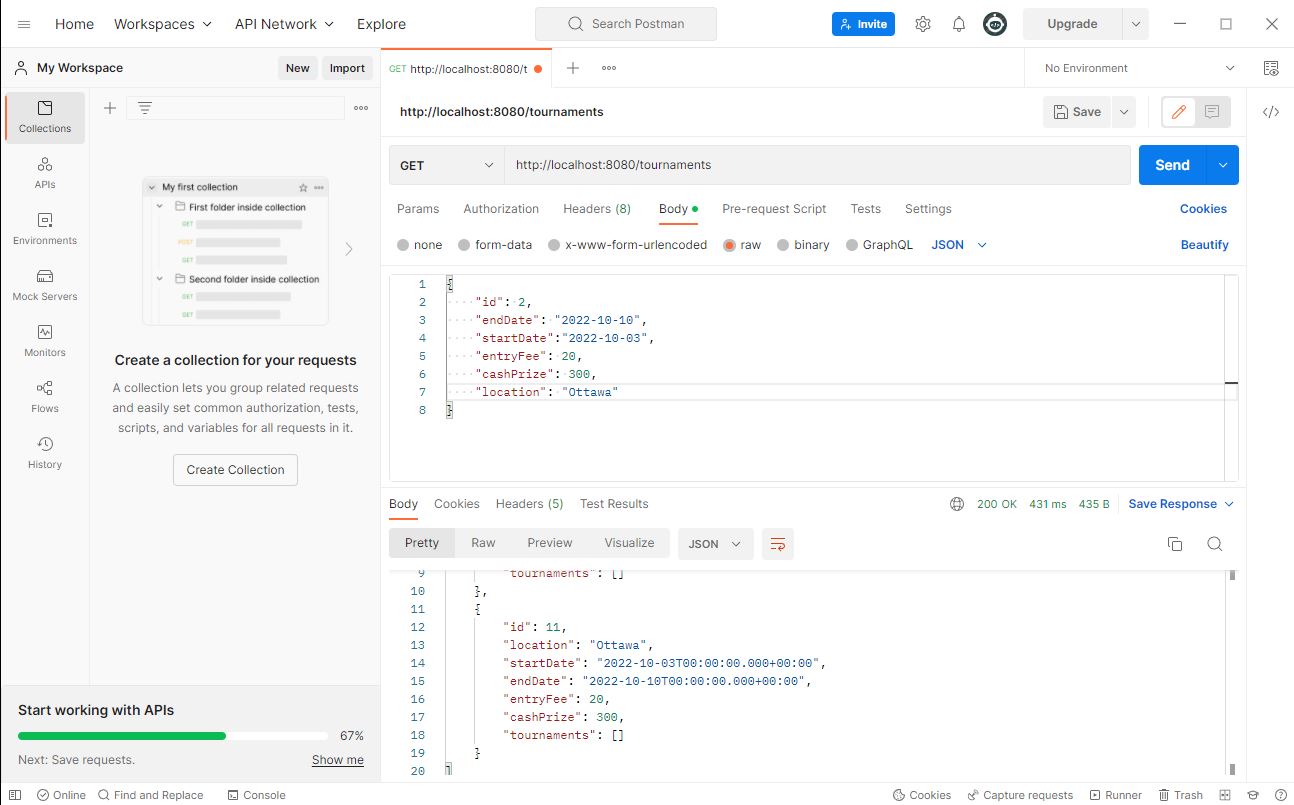 Home Workspaces API Network Explore Search Postman Invite Upgrade
My Workspace New Import GET http://localhost:8080/t No Environment
http://localhost:8080/tournaments Save
Collections
APIs
Environments
Mock Servers
Monitors
Flows
History
My first collection
First folder inside collection
GET
POST
GET
Second folder inside collection
GET
GET
Create a collection for your requests
A collection lets you group related requests
and easily set common authorization, tests,
scripts, and variables for all requests in it.
Create Collection
Start working with APIs
67%
Next: Save requests. Show me
GET http://localhost:8080/tournaments Send
Params Authorization Headers (8) Body Pre-request Script Tests Settings Cookies
none form-data x-www-form-urlencoded raw binary GraphQL JSON Beautify
1 {
2 "id": 2,
3 "endDate": "2022-10-10",
4 "startDate":"2022-10-03",
5 "entryFee": 20,
6 "cashPrize": 300,
7 "location": "Ottawa"
8 }
Body Cookies Headers (5) Test Results 200 OK 431 ms 435 B Save Response
Pretty Raw Preview Visualize JSON
9 "tournaments": []
10 },
11 {
12 "id": 11,
13 "location": "Ottawa",
14 "startDate": "2022-10-03T00:00:00.000+00:00",
15 "endDate": "2022-10-10T00:00:00.000+00:00",
16 "entryFee": 20,
17 "cashPrize": 300,
18 "tournaments": []
19 }
20 ]
Online Find and Replace Console Cookies Capture requests Runner Trash